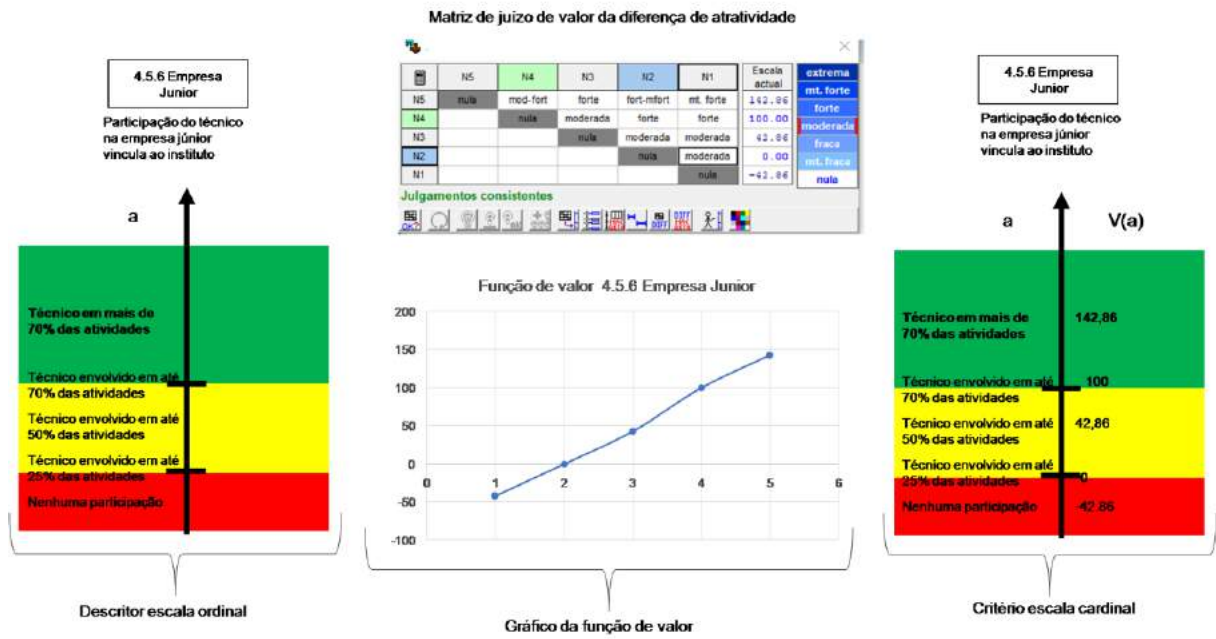 Matriz de juízo de valor da diferença de atratividade
4.5.6 Empresa
Junior
Participação do técnico
na empresa júnior
vincula ao instituto
a
Técnico em mais de
70% das atividades
Técnico envolvido em até
70% das atividades
Técnico envolvido em até
50% das atividades
Técnico envolvido em até
25% das atividades
Nenhuma participação
Descritor escala ordinal
N5 N4 N3 N2 N1 Escala actual
N5 nula mod-fort forte fort-mfort mt. forte 142.86
N4 nula moderada forte forte 100.00
N3 nula moderada moderada 42.86
N2 nula moderada 0.00
N1 nula -42.86
extrema
mt. forte
forte
moderada
fraca
mt. fraca
nula
Julgamentos consistentes
OK? DIFF DIFF
Função de valor 4.5.6 Empresa Junior
200
150
100
50
0
-50
-100
0 1 2 3 4 5 6
Gráfico da função de valor
4.5.6 Empresa
Junior
Participação do técnico
na empresa júnior
vincula ao instituto
a V(a)
Técnico em mais de 142,86
70% das atividades
Técnico envolvido em até 100
70% das atividades
Técnico envolvido em até 42,86
50% das atividades
Técnico envolvido em até
25% das atividades 0
Nenhuma participação -42.86
Critério escala cardinal